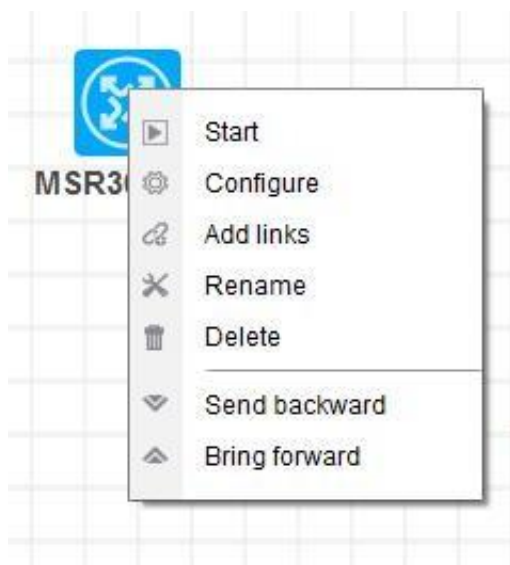 Start
MSR3
Configure
Add links
Rename
Delete
Send backward
Bring forward